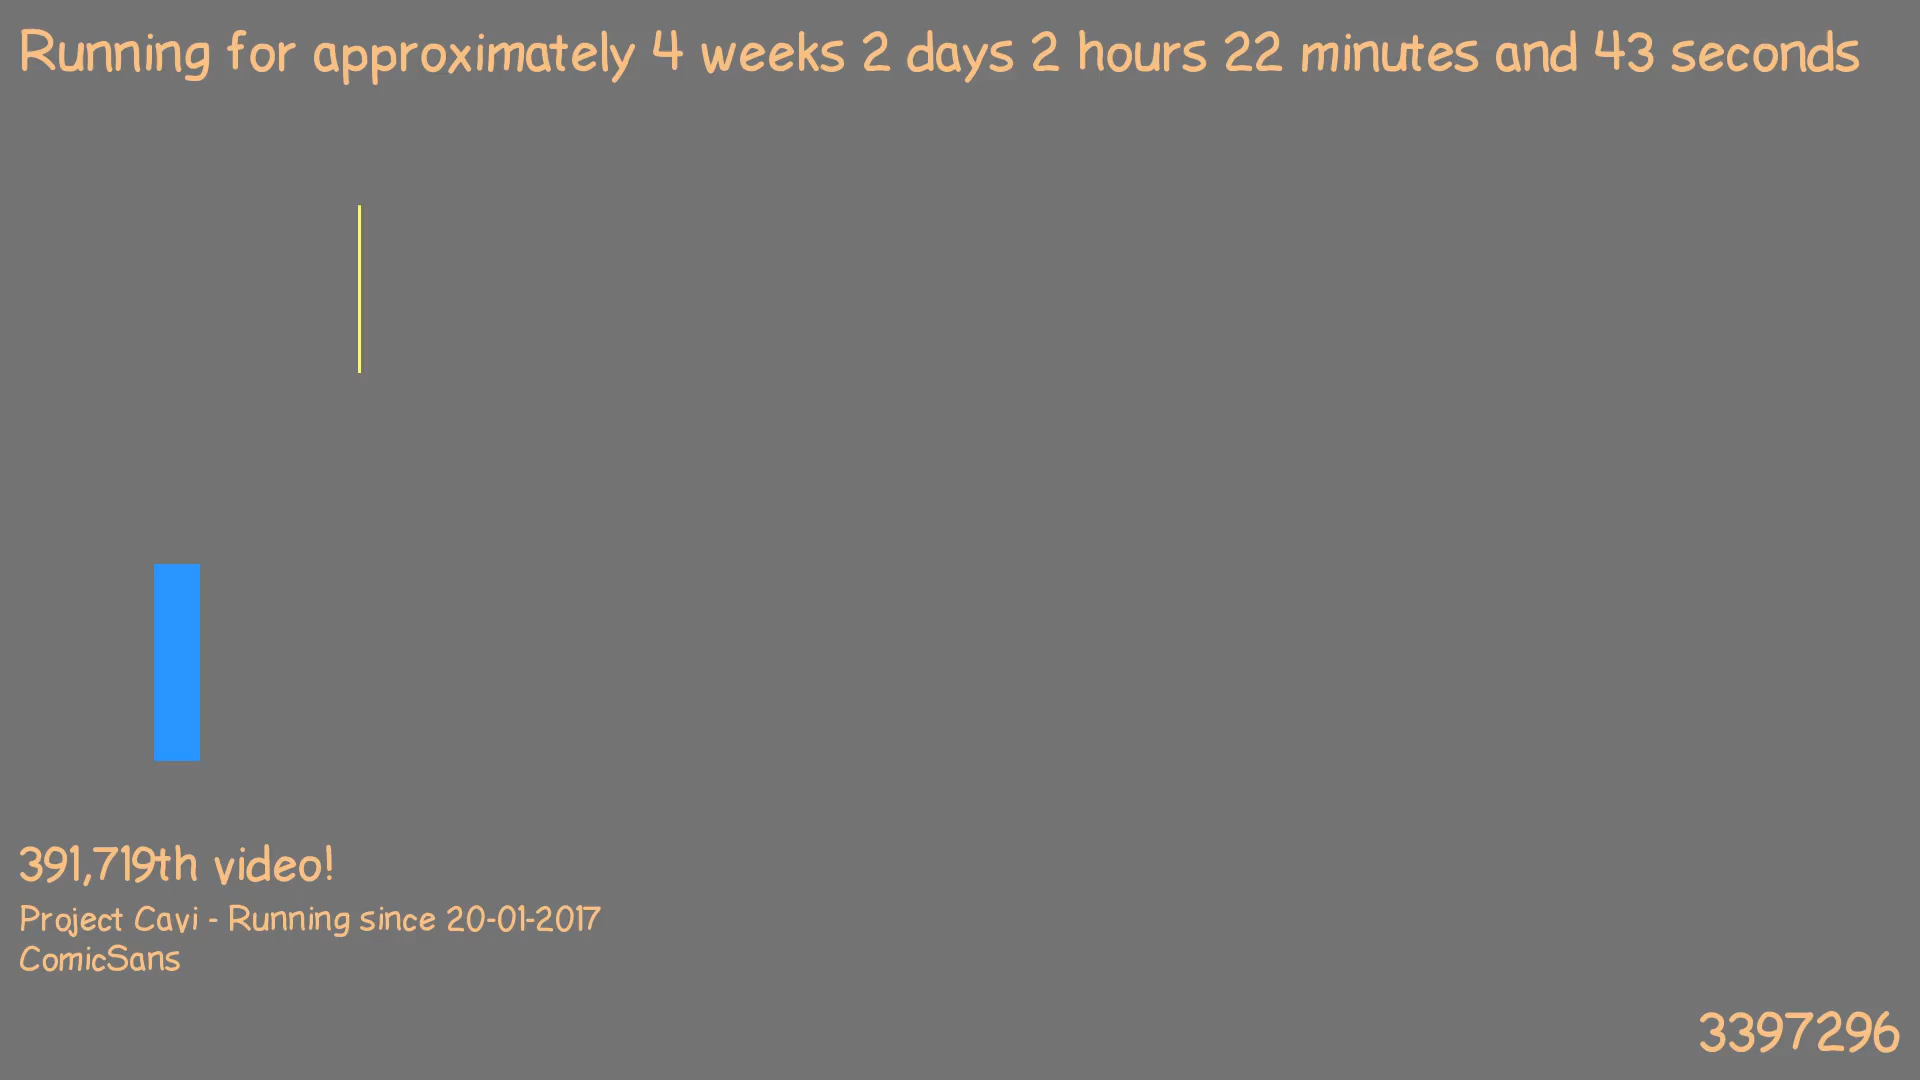 Running for approximately 4 weeks 2 days 2 hours 22 minutes and 43 seconds
391,719th video!
Project Cavi - Running since 20-01-2017
ComicSans
3397296